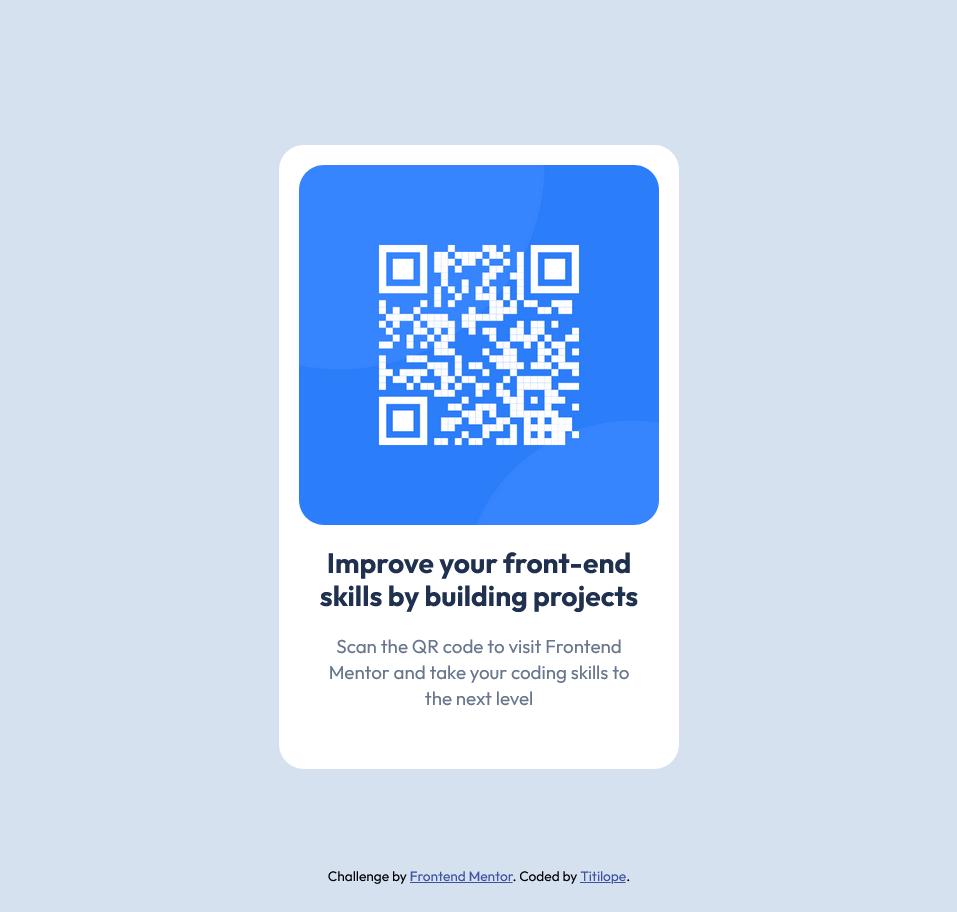 Improve your front-end
skills by building projects
Scan the QR code to visit Frontend
Mentor and take your coding skills to
the next level
Challenge by Frontend Mentor. Coded by Titilope.